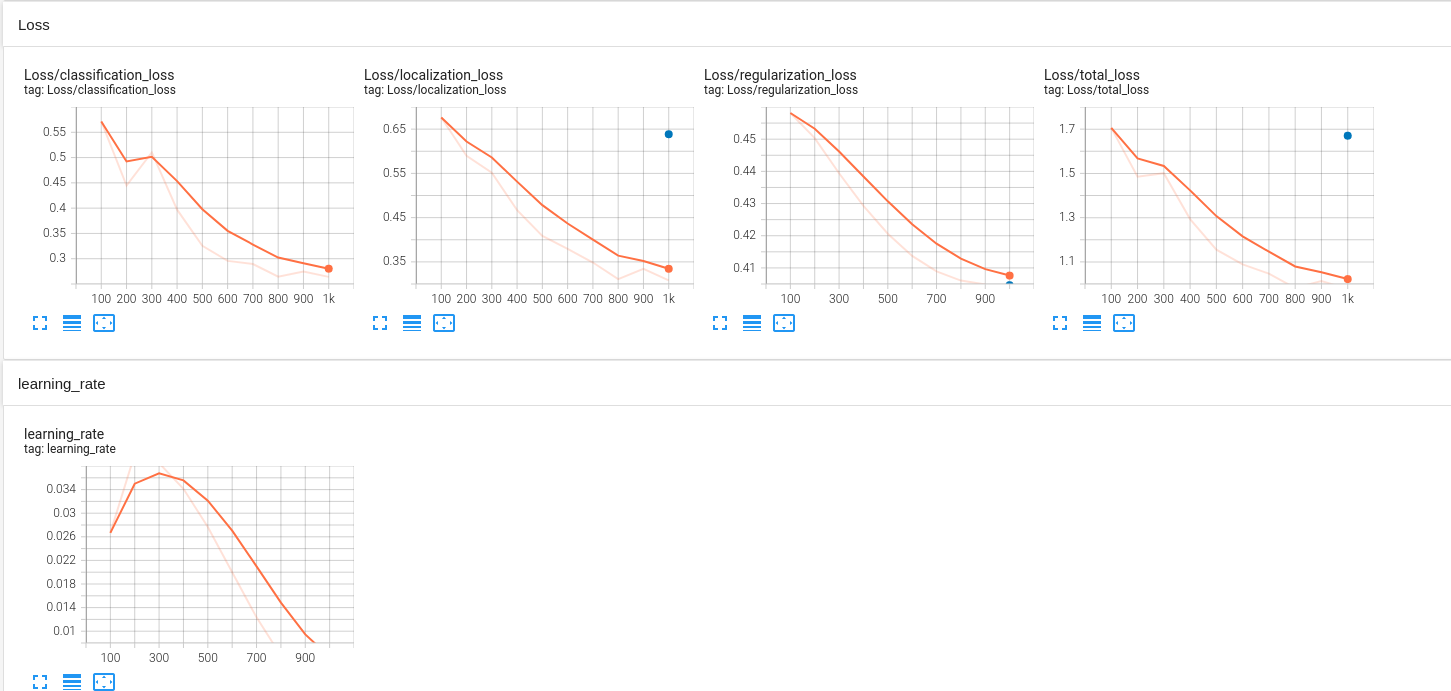 Loss
Loss/classification_loss
tag: Loss/classification_loss
0.55
0.5
0.45
0.4
0.35
0.3
100 200 300 400 500 600 700 800 900 1k
Loss/localization_loss
tag: Loss/localization_loss
0.65
0.55
0.45
0.35
100 200 300 400 500 600 700 800 900 1k
Loss/regularization_loss
tag: Loss/regularization_loss
0.45
0.44
0.43
0.42
0.41
100 300 500 700 900
Loss/total_loss
tag: Loss/total_loss
1.7
1.5
1.3
1.1
100 200 300 400 500 600 700 800 900 1k
learning_rate
learning_rate
tag: learning_rate
0.034
0.03
0.026
0.022
0.018
0.014
0.01
100 300 500 700 900